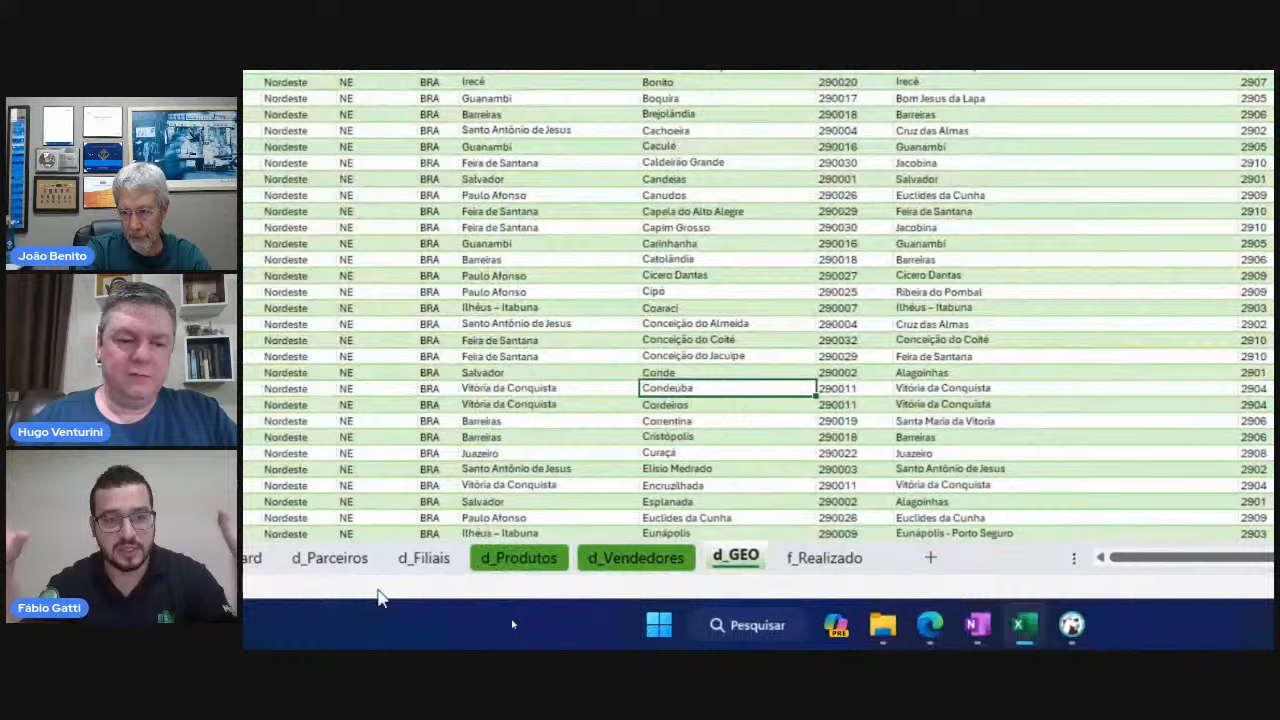 João Benito
Hugo Venturini
Fábio Gatti
Nordeste NE BRA Irecê Bonito 290020 Irecê 2907
Nordeste NE BRA Guanambi Boquira 290017 Bom Jesus da Lapa 2905
Nordeste NE BRA Barreiras Brejolândia 290018 Barreiras 2906
Nordeste NE BRA Santo Antônio de Jesus Cachoeira 290004 Cruz das Almas 2902
Nordeste NE BRA Guanambi Caculé 290016 Guanambi 2905
Nordeste NE BRA Feira de Santana Caldeirão Grande 290030 Jacobina 2910
Nordeste NE BRA Salvador Candeias 290001 Salvador 2901
Nordeste NE BRA Paulo Afonso Canudos 290026 Euclides da Cunha 2909
Nordeste NE BRA Feira de Santana Capela do Alto Alegre 290029 Feira de Santana 2910
Nordeste NE BRA Feira de Santana Capim Grosso 290030 Jacobina 2910
Nordeste NE BRA Guanambi Carinhanha 290016 Guanambi 2905
Nordeste NE BRA Barreiras Catolândia 290018 Barreiras 2906
Nordeste NE BRA Paulo Afonso Cícero Dantas 290027 Cícero Dantas 2909
Nordeste NE BRA Paulo Afonso Cipó 290025 Ribeira do Pombal 2909
Nordeste NE BRA Ilhéus – Itabuna Coaraci 290007 Ilhéus – Itabuna 2903
Nordeste NE BRA Santo Antônio de Jesus Conceição do Almeida 290004 Cruz das Almas 2902
Nordeste NE BRA Feira de Santana Conceição do Coité 290032 Conceição do Coité 2910
Nordeste NE BRA Feira de Santana Conceição do Jacuípe 290029 Feira de Santana 2910
Nordeste NE BRA Salvador Conde 290002 Alagoinhas 2901
Nordeste NE BRA Vitória da Conquista Condeúba 290011 Vitória da Conquista 2904
Nordeste NE BRA Vitória da Conquista Cordeiros 290011 Vitória da Conquista 2904
Nordeste NE BRA Barreiras Correntina 290019 Santa Maria da Vitória 2906
Nordeste NE BRA Barreiras Cristópolis 290018 Barreiras 2906
Nordeste NE BRA Juazeiro Curaçá 290022 Juazeiro 2908
Nordeste NE BRA Santo Antônio de Jesus Elísio Medrado 290003 Santo Antônio de Jesus 2902
Nordeste NE BRA Vitória da Conquista Encruzilhada 290011 Vitória da Conquista 2904
Nordeste NE BRA Salvador Esplanada 290002 Alagoinhas 2901
Nordeste NE BRA Paulo Afonso Euclides da Cunha 290026 Euclides da Cunha 2909
Nordeste NE BRA Ilhéus – Itabuna Eunápolis 290009 Eunápolis - Porto Seguro 2903
ard d_Parceiros d_Filiais d_Produtos d_Vendedores d_GEO f_Realizado +
Pesquisar PRE N X